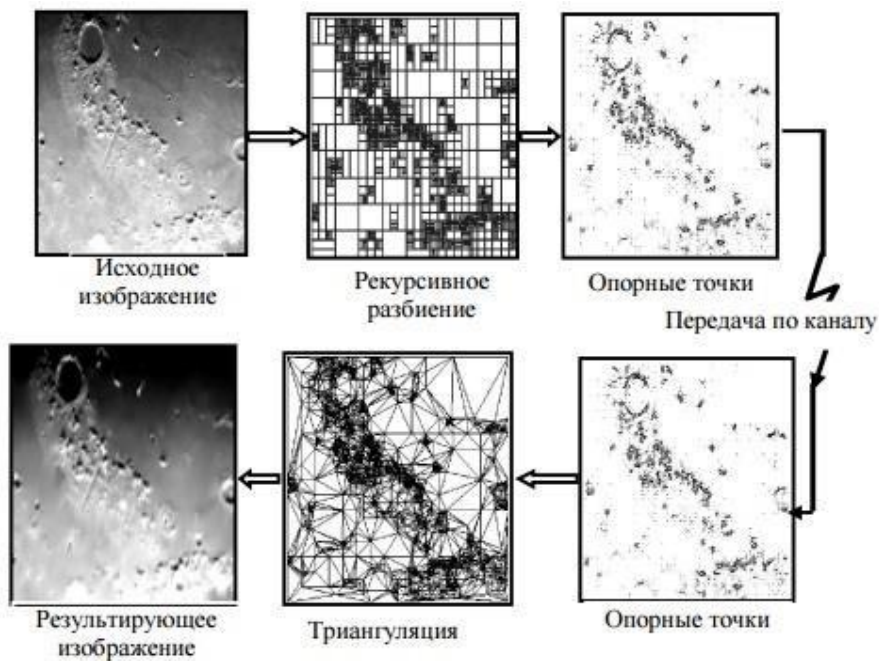 Исходное
изображение
Рекурсивное
разбиение
Опорные точки
Передача по каналу
Результирующее
изображение
Триангуляция
Опорные точки